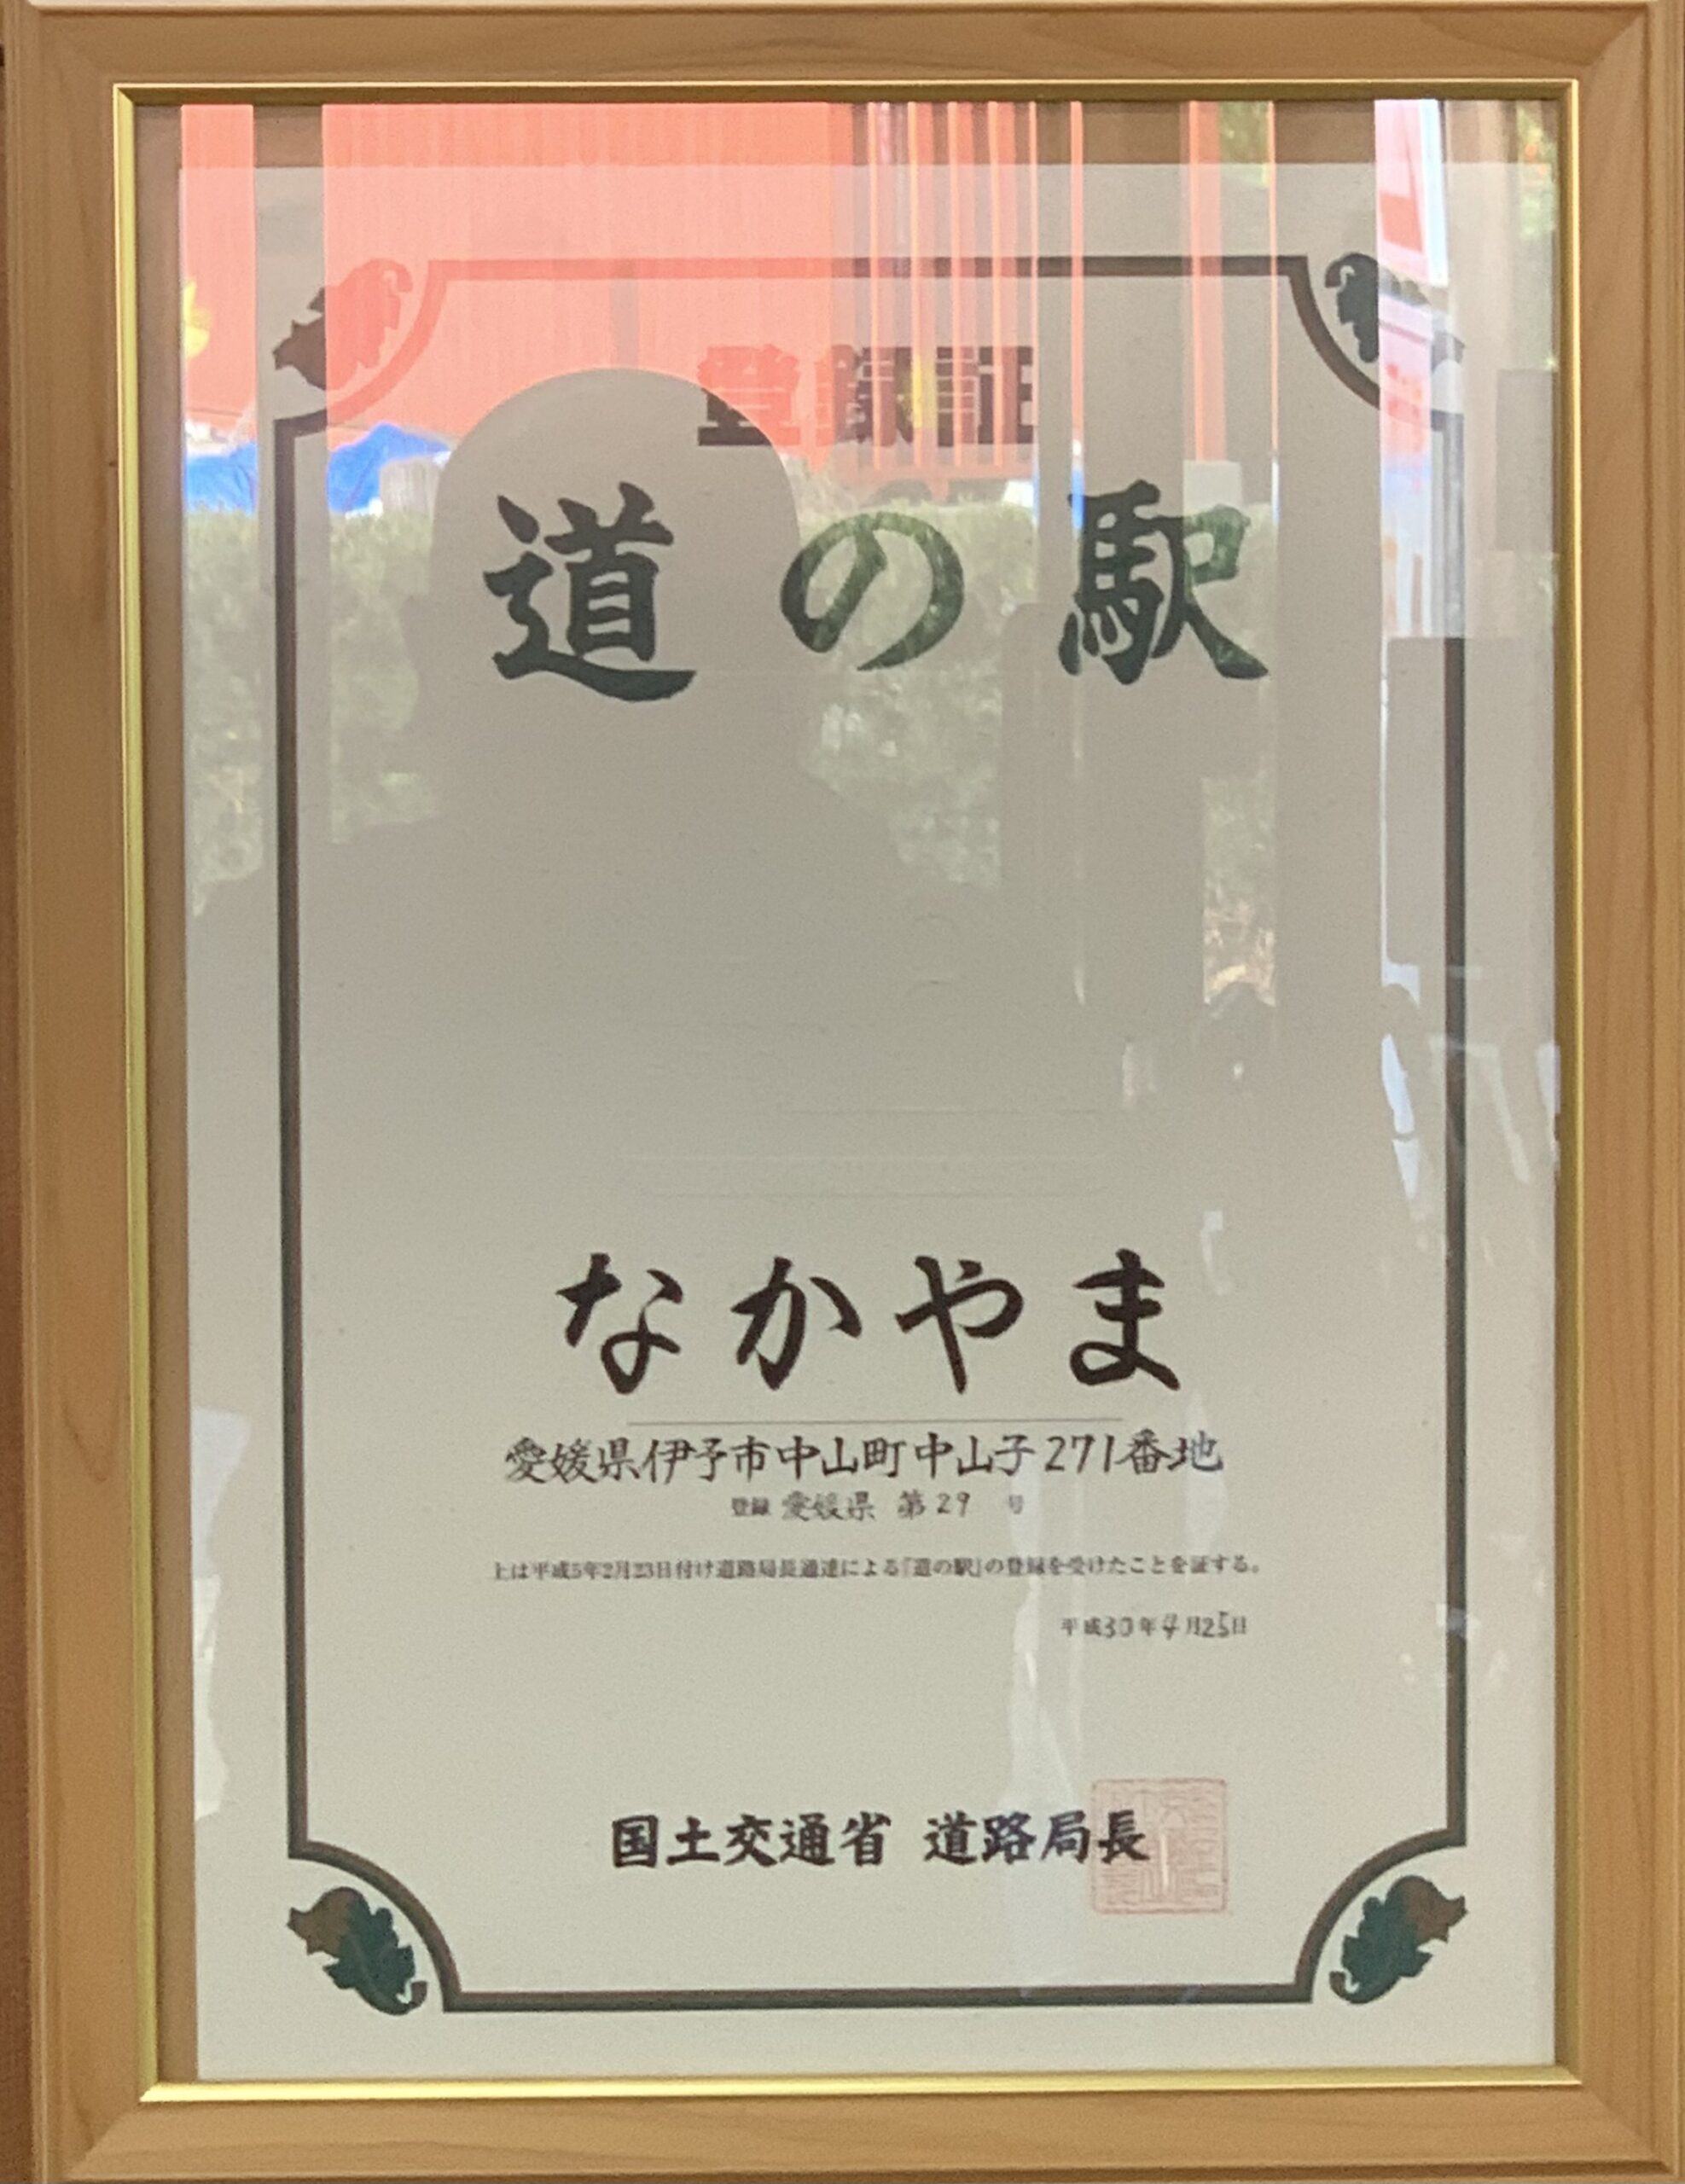 登録証
道の駅
なかやま
愛媛県伊予市中山町中山子271番地
登録 愛媛県 第29 号
上は平成5年2月23日付け道路局長通達による「道の駅」の登録を受けたことを証する。
平成30年4月25日
国土交通省 道路局長